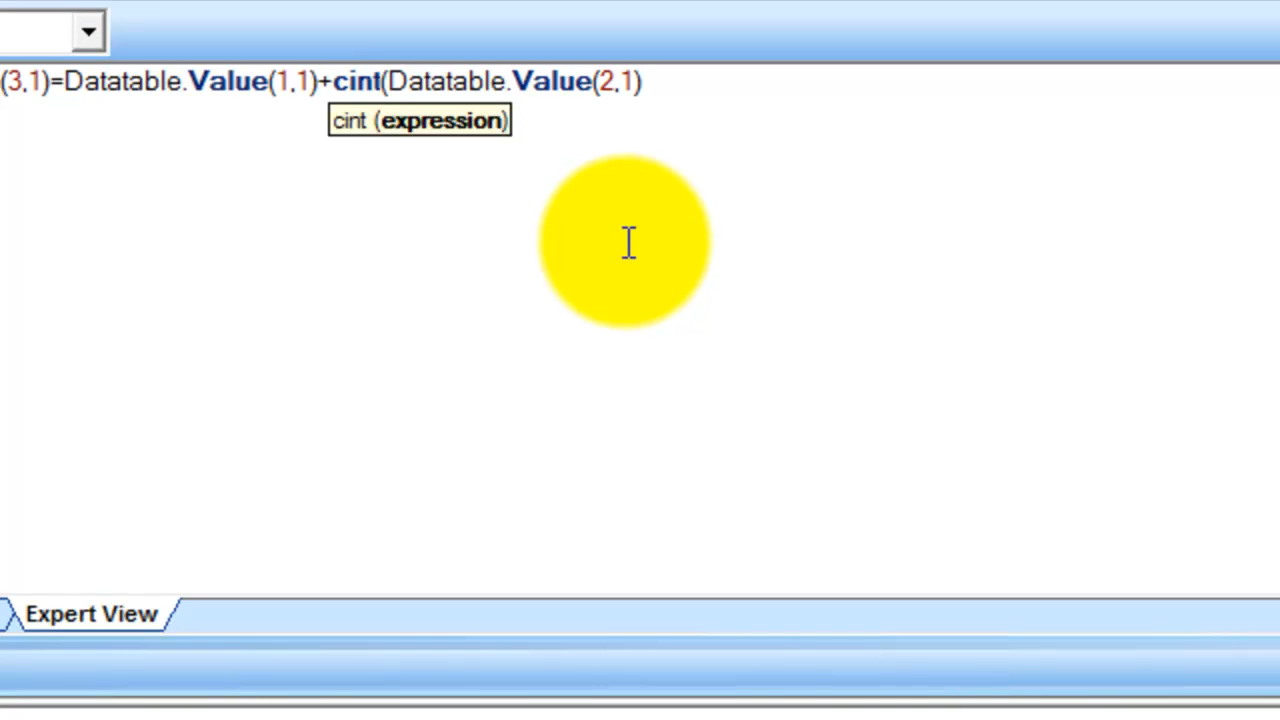 (3,1)=Datatable.Value(1,1)+cint(Datatable.Value(2,1)
cint (expression)
Expert View